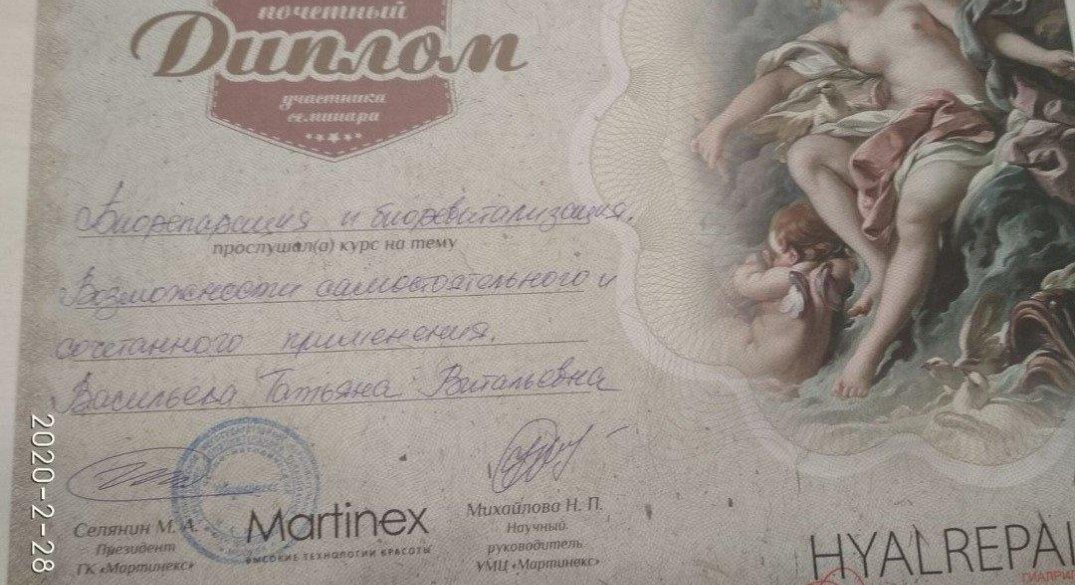 почетный
Диплом
участника
семинара
Биорепарация и биоревитализация.
прослушал(а) курс на тему
Возможности самостоятельного и
сочетанного применения.
Васильева Татьяна Витальевна
Селянин М. А.
Президент
ГК «Мартинекс»
Martinex
ВЫСОКИЕ ТЕХНОЛОГИИ КРАСОТЫ
Михайлова Н. П.
Научный
руководитель
УМЦ «Мартинекс»
HYALREPAI
2020-2-28